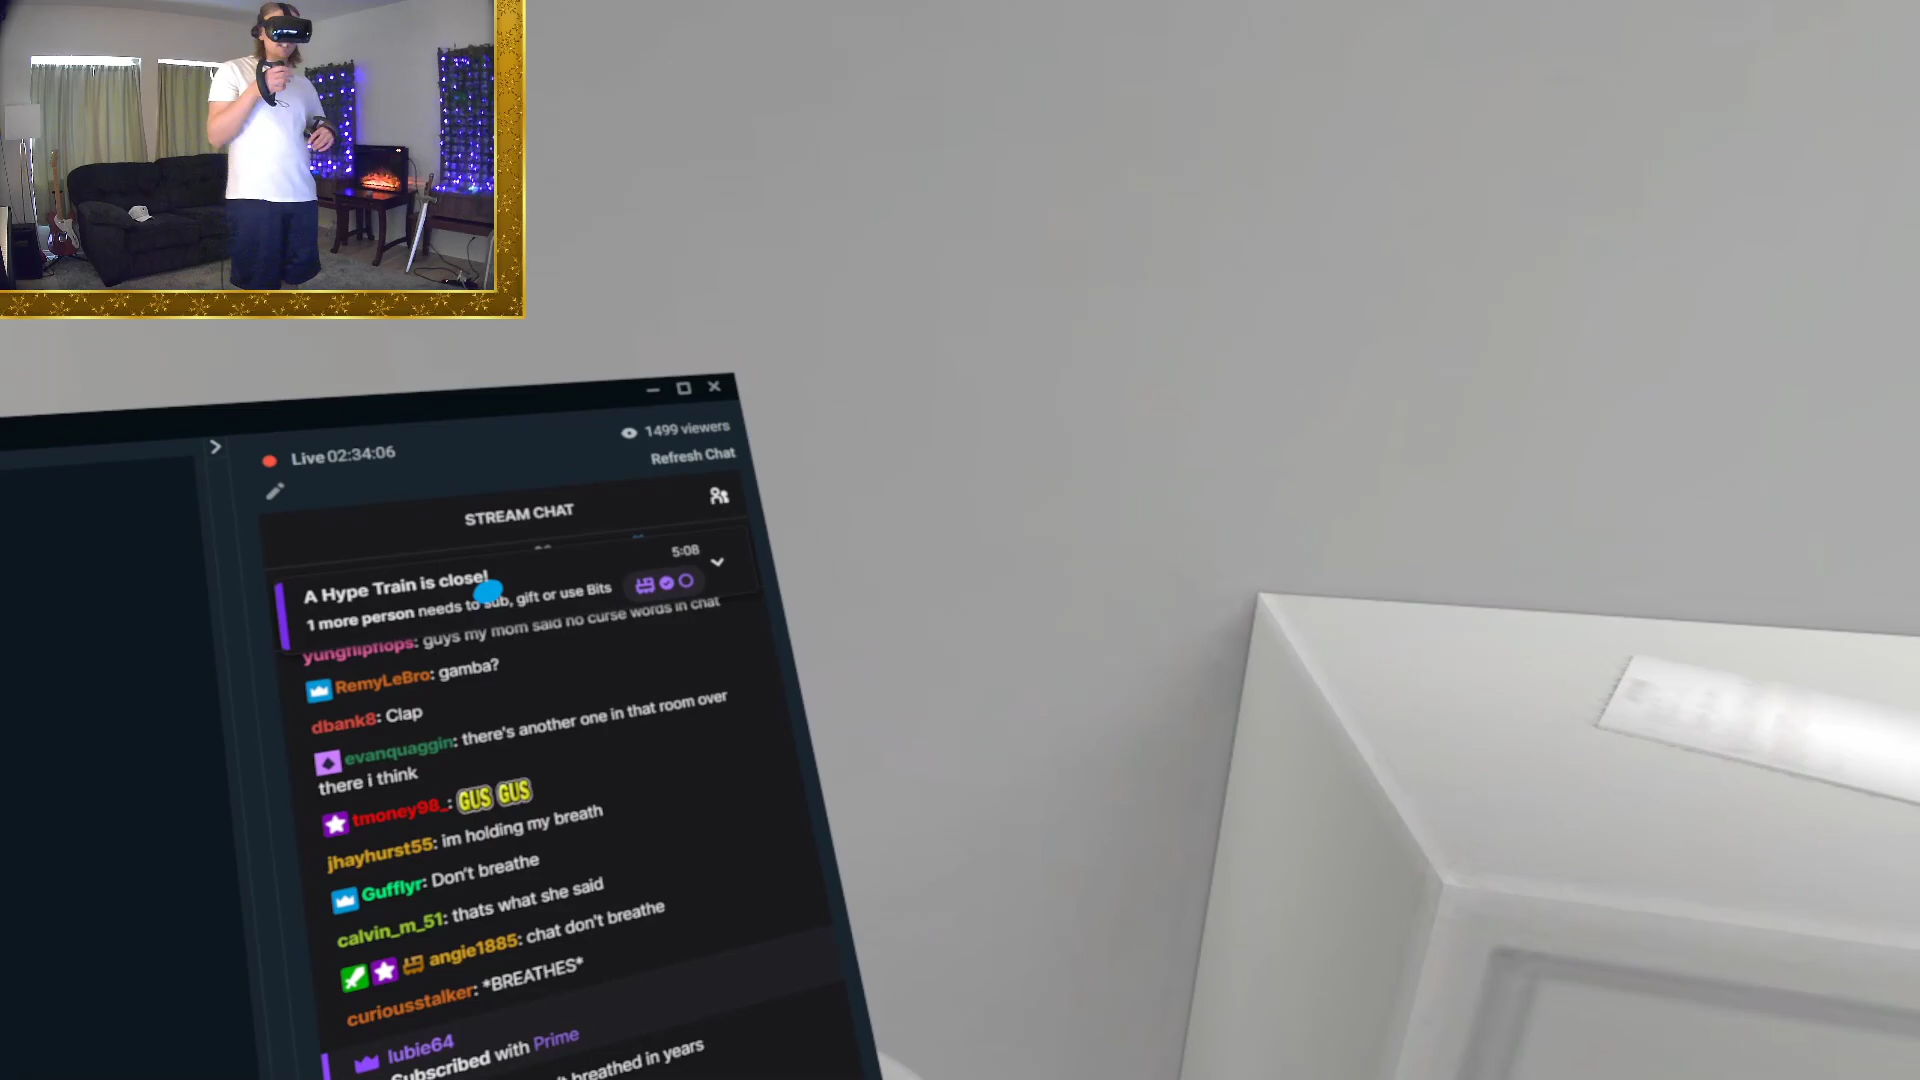 Live 02:34:06
1499 viewers
Refresh Chat
STREAM CHAT
A Hype Train is close!
5:08
1 more person needs to sub, gift or use Bits
yungflipflops: guys my mom said no curse words in chat
RemyLeBro: gamba?
dbank8: Clap
evanquaggin: there's another one in that room over
there i think
tmoney98_: GUS GUS
jhayhurst55: im holding my breath
Gufflyr: Don't breathe
calvin_m_51: thats what she said
angie1885: chat don't breathe
curiousstalker: *BREATHES*
lubie64
Subscribed with Prime
breathed in years